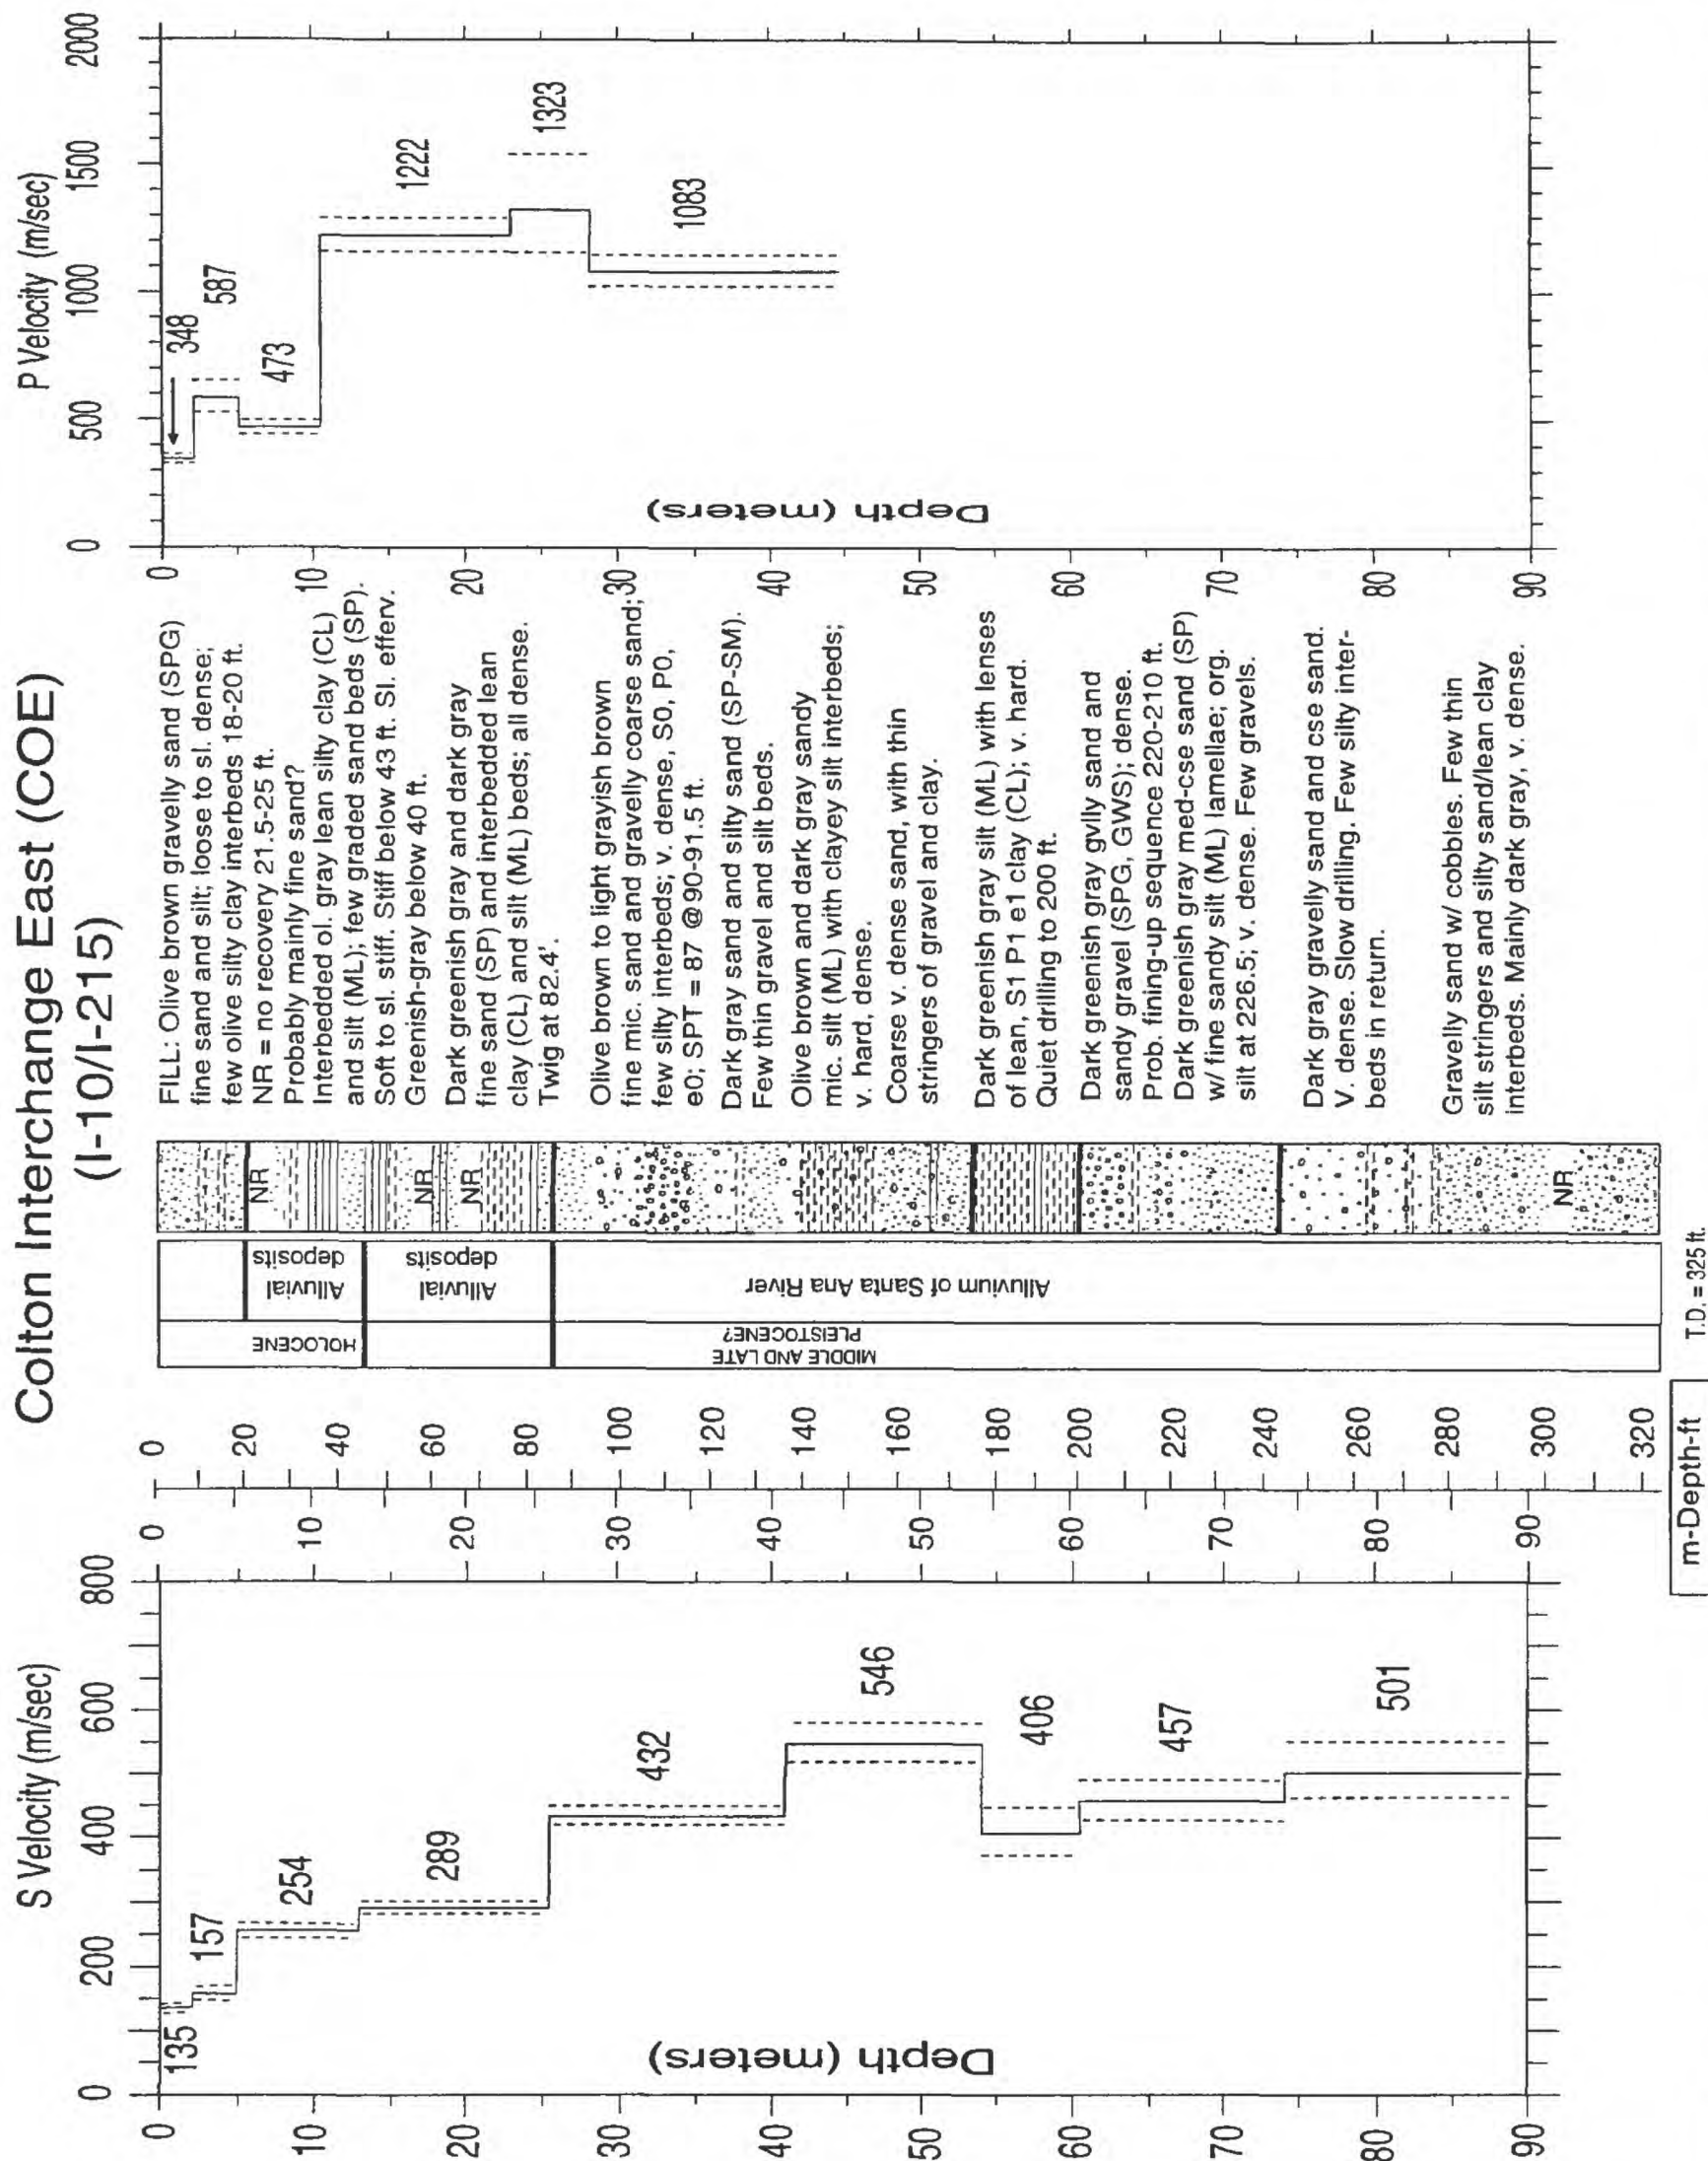 Colton Interchange East (COE)
(I-10/I-215)
S Velocity (m/sec)
0 200 400 600 800
135
157
254
289
432
546
406
457
501
Depth (meters)
0 10 20 30 40 50 60 70 80 90
0 10 20 30 40 50 60 70 80 90
0 20 40 60 80 100 120 140 160 180 200 220 240 260 280 300 320
m-Depth-ft
HOLOCENE
MIDDLE AND LATE
PLEISTOCENE?
Alluvial
deposits
Alluvial
deposits
Alluvium of Santa Ana River
T.D. = 325 ft.
NR
NR
NR
NR
FILL: Olive brown gravelly sand (SPG)
fine sand and silt; loose to sl. dense;
few olive silty clay interbeds 18-20 ft.
NR = no recovery 21.5-25 ft.
Probably mainly fine sand?
Interbedded ol. gray lean silty clay (CL)
and silt (ML); few graded sand beds (SP).
Soft to sl. stiff. Stiff below 43 ft. Sl. efferv.
Greenish-gray below 40 ft.
Dark greenish gray and dark gray
fine sand (SP) and interbedded lean
clay (CL) and silt (ML) beds; all dense.
Twig at 82.4'.
Olive brown to light grayish brown
fine mic. sand and gravelly coarse sand;
few silty interbeds; v. dense, S0, P0,
e0; SPT = 87 @90-91.5 ft.
Dark gray sand and silty sand (SP-SM).
Few thin gravel and silt beds.
Olive brown and dark gray sandy
mic. silt (ML) with clayey silt interbeds;
v. hard, dense.
Coarse v. dense sand, with thin
stringers of gravel and clay.
Dark greenish gray silt (ML) with lenses
of lean, S1 P1 e1 clay (CL); v. hard.
Quiet drilling to 200 ft.
Dark greenish gray gvlly sand and
sandy gravel (SPG, GWS); dense.
Prob. fining-up sequence 220-210 ft.
Dark greenish gray med-cse sand (SP)
w/ fine sandy silt (ML) lamellae; org.
silt at 226.5; v. dense. Few gravels.
Dark gray gravelly sand and cse sand.
V. dense. Slow drilling. Few silty inter-
beds in return.
Gravelly sand w/ cobbles. Few thin
silt stringers and silty sand/lean clay
interbeds. Mainly dark gray, v. dense.
P Velocity (m/sec)
0 500 1000 1500 2000
348
587
473
1222
1323
1083
Depth (meters)
0 10 20 30 40 50 60 70 80 90